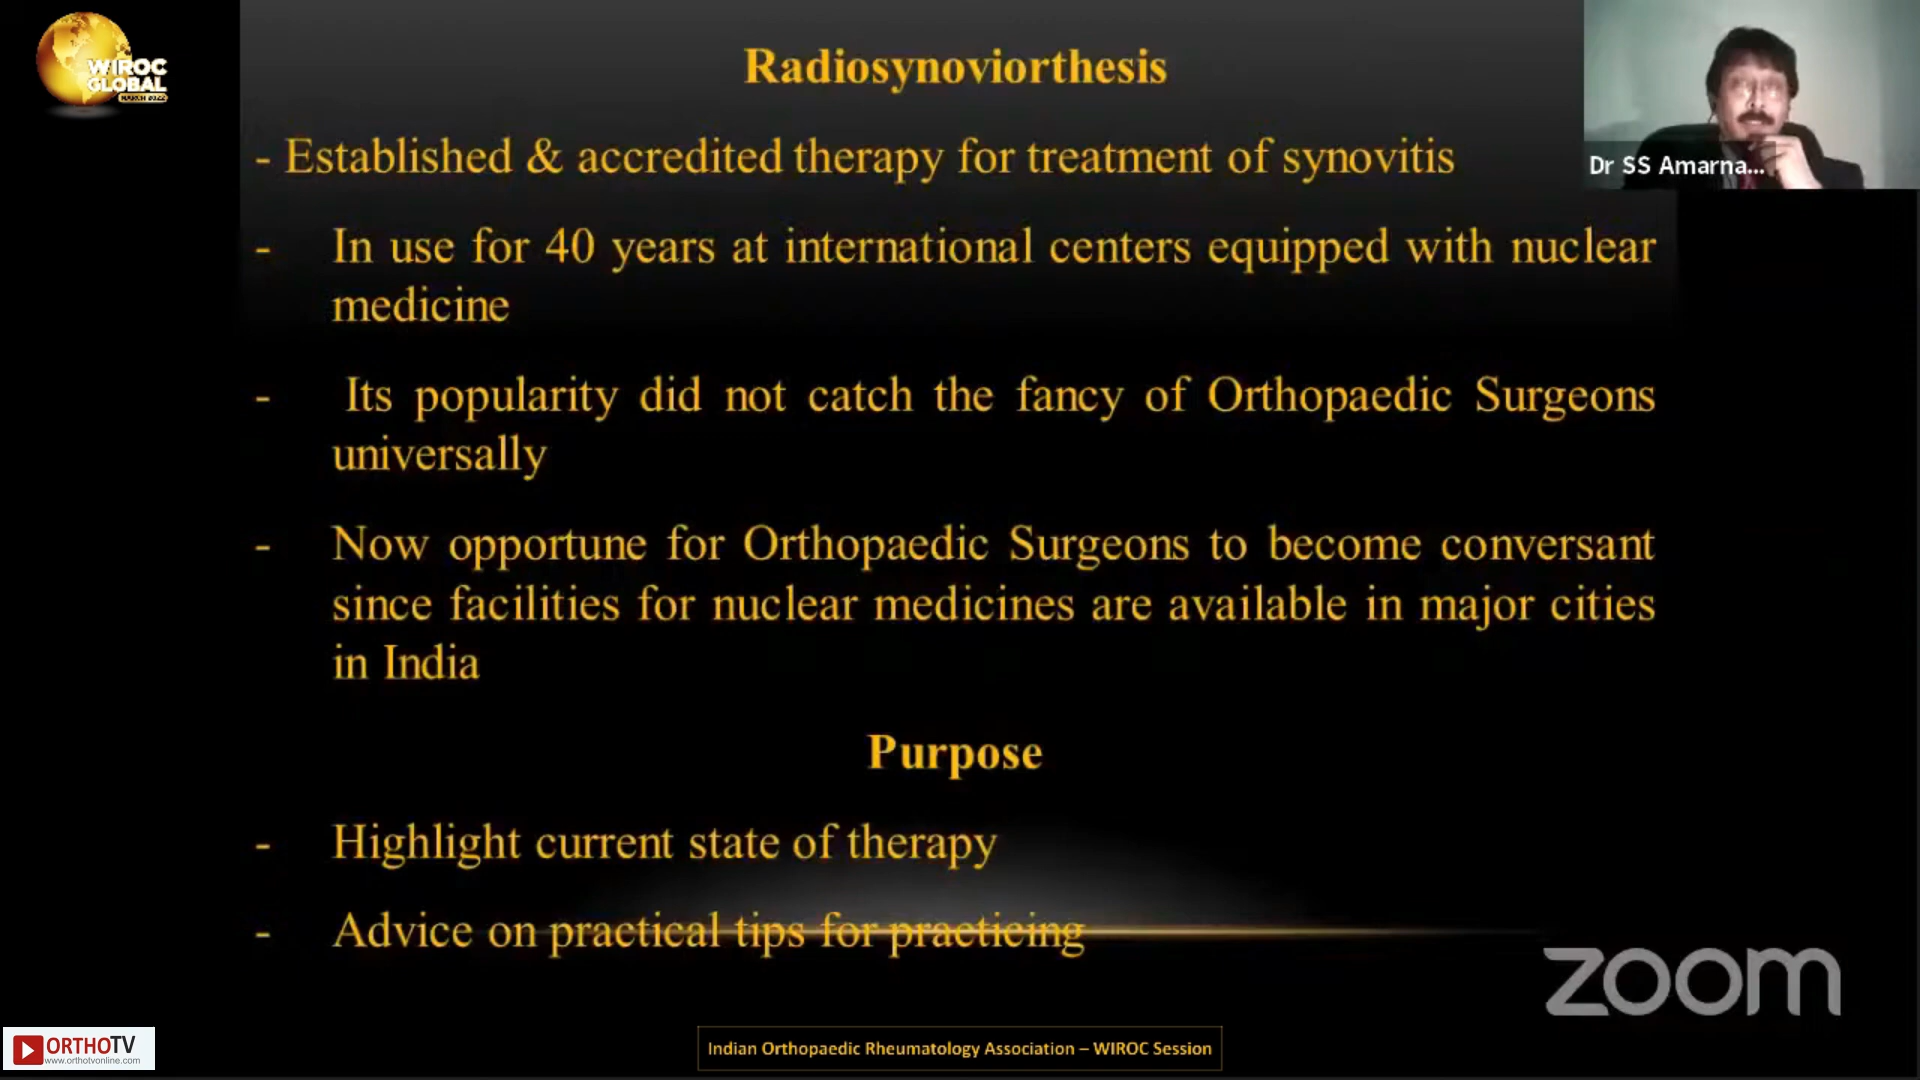 WIROC
GLOBAL
MARCH 2022
Radiosynoviorthesis
- Established & accredited therapy for treatment of synovitis
Dr SS Amarna...
- In use for 40 years at international centers equipped with nuclear
medicine
- Its popularity did not catch the fancy of Orthopaedic Surgeons
universally
- Now opportune for Orthopaedic Surgeons to become conversant
since facilities for nuclear medicines are available in major cities
in India
Purpose
- Highlight current state of therapy
- Advice on practical tips for practicing
zoom
ORTHOTV
www.orthotvonline.com
Indian Orthopaedic Rheumatology Association – WIROC Session